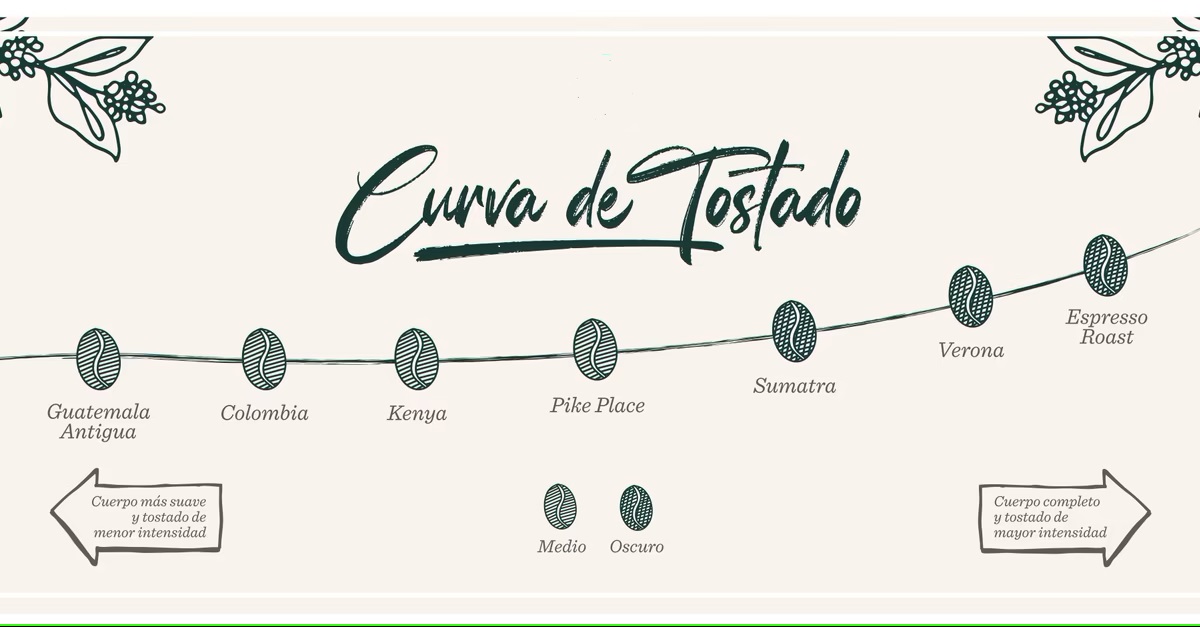 Curva de Tostado
Guatemala
Antigua
Colombia
Kenya
Pike Place
Sumatra
Verona
Espresso
Roast
Cuerpo más suave
y tostado de
menor intensidad
Medio
Oscuro
Cuerpo completo
y tostado de
mayor intensidad